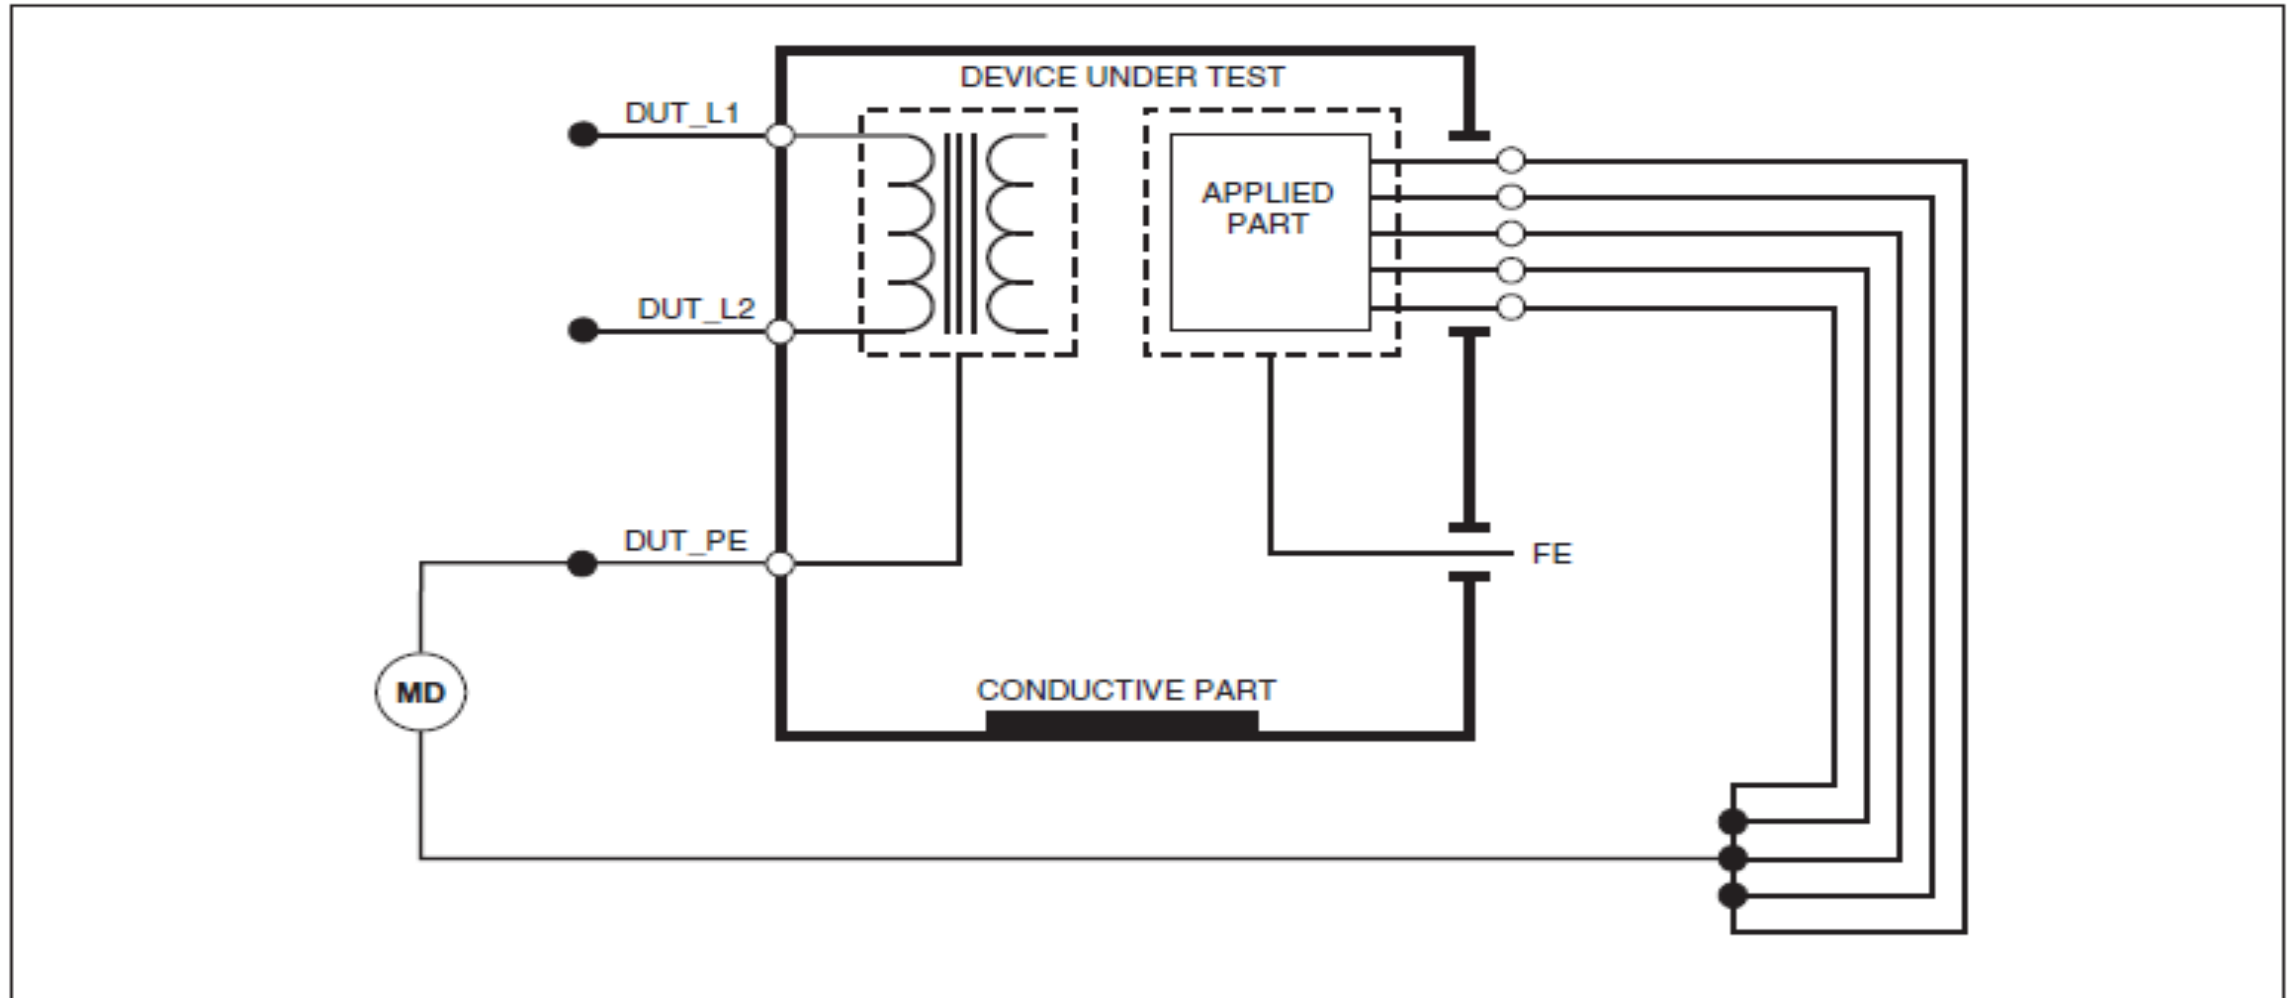 DEVICE UNDER TEST
DUT_L1
APPLIED
PART
DUT_L2
DUT_PE
FE
MD
CONDUCTIVE PART